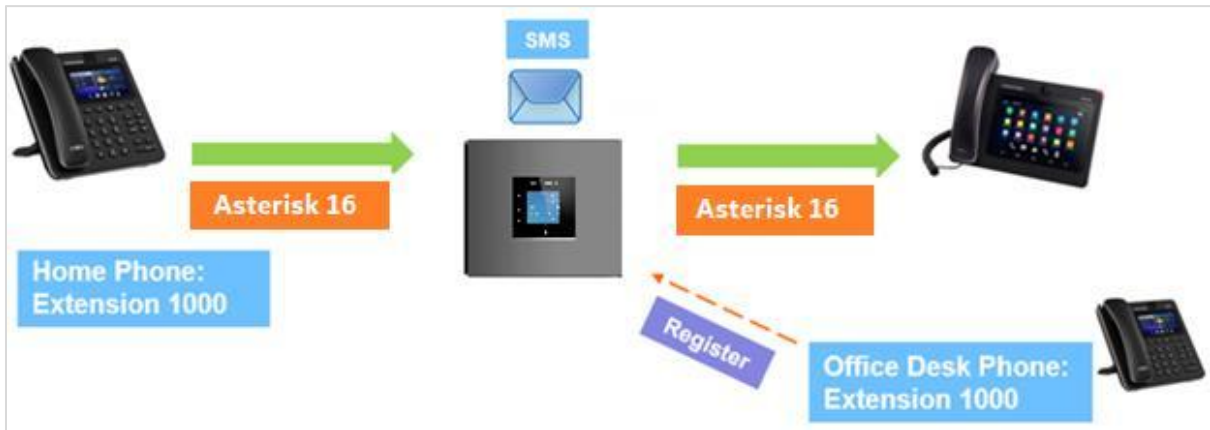 SMS
Asterisk 16
Asterisk 16
Home Phone:
Extension 1000
Register
Office Desk Phone:
Extension 1000